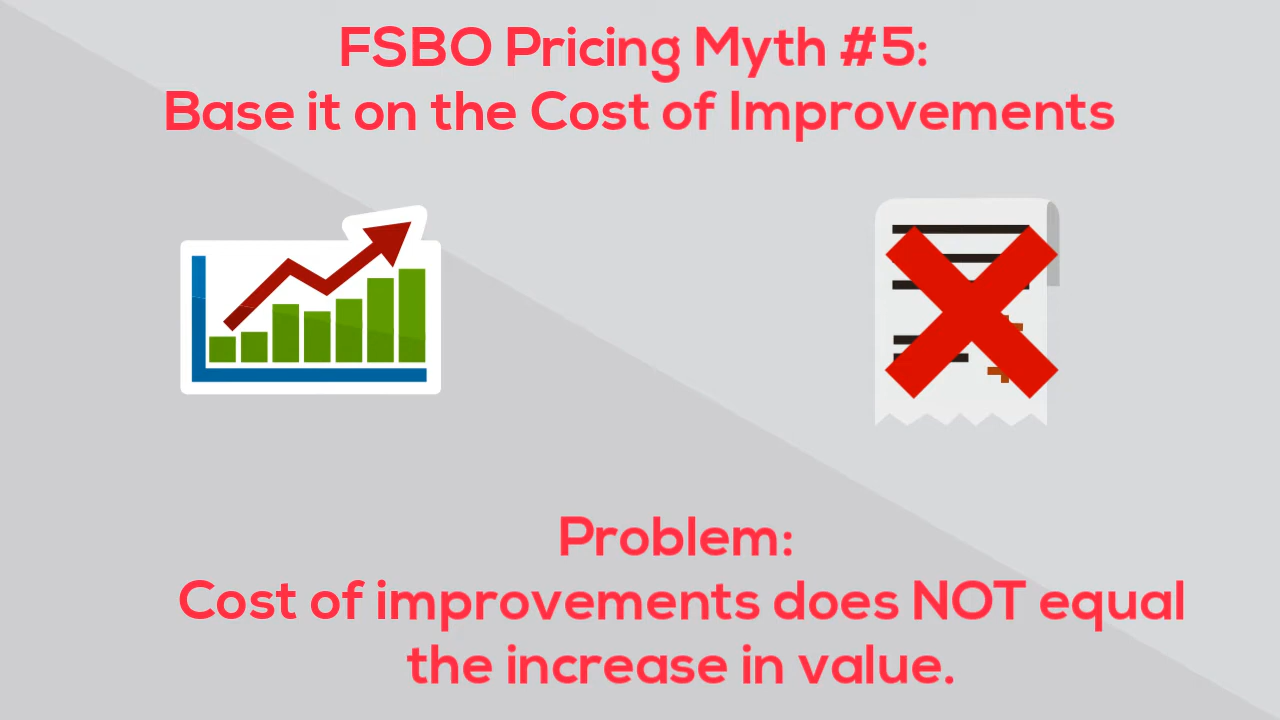 FSBO Pricing Myth #5:
Base it on the Cost of Improvements
Problem:
Cost of improvements does NOT equal
the increase in value.